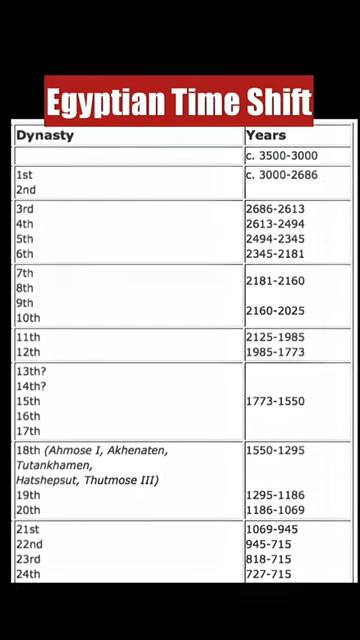 Egyptian Time Shift
Dynasty Years
c. 3500-3000
1st c. 3000-2686
2nd
3rd 2686-2613
4th 2613-2494
5th 2494-2345
6th 2345-2181
7th
2181-2160
8th
9th
2160-2025
10th
11th 2125-1985
12th 1985-1773
13th?
14th?
15th 1773-1550
16th
17th
18th (Ahmose I, Akhenaten, 1550-1295
Tutankhamen,
Hatshepsut, Thutmose III)
19th 1295-1186
20th 1186-1069
21st 1069-945
22nd 945-715
23rd 818-715
24th 727-715